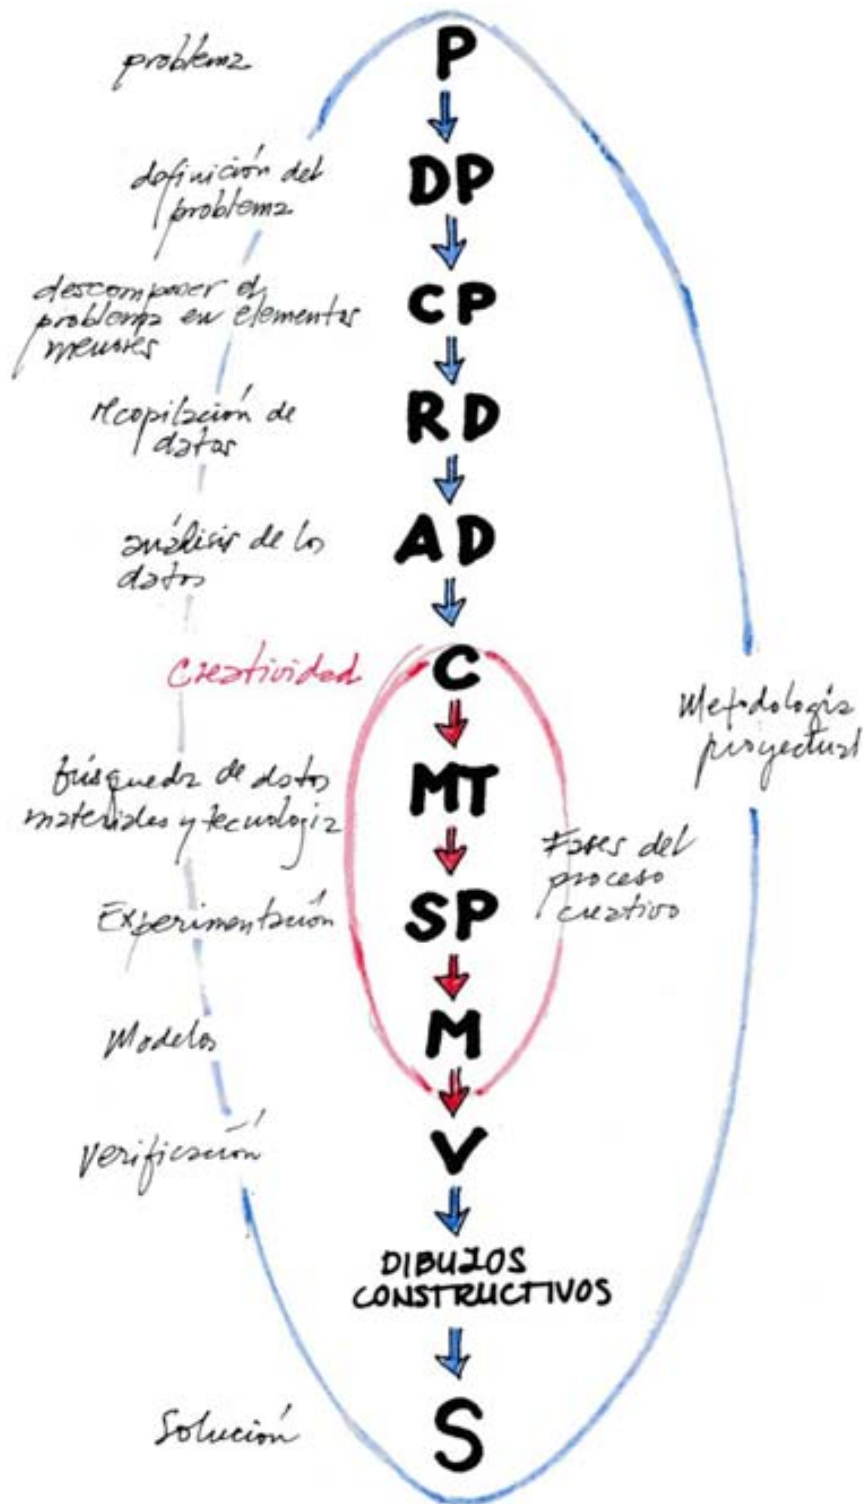 problema
P
definición del
problema
DP
descomponer el
problema en elementos
menores
CP
recopilación de
datos
RD
análisis de los
datos
AD
Creatividad
C
Metodología
proyectual
búsqueda de datos
materiales y tecnología
MT
Fases del
proceso
creativo
Experimentación
SP
Modelos
M
Verificación
V
DIBUJOS
CONSTRUCTIVOS
Solución
S